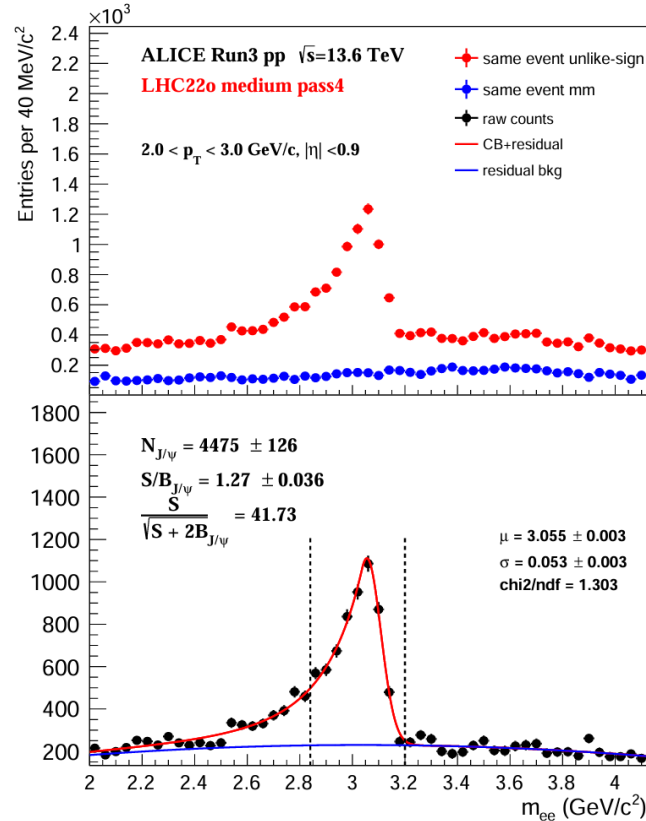 ×10³
ALICE Run3 pp √s=13.6 TeV
LHC22o medium pass4
2.0 < p_T < 3.0 GeV/c, |η| <0.9
same event unlike-sign
same event mm
raw counts
CB+residual
residual bkg
Entries per 40 MeV/c²
2.4
2.2
2
1.8
1.6
1.4
1.2
1
0.8
0.6
0.4
0.2
N_J/ψ = 4475 ± 126
S/B_J/ψ = 1.27 ± 0.036
S
√S + 2B_J/ψ = 41.73
μ = 3.055 ± 0.003
σ = 0.053 ± 0.003
chi2/ndf = 1.303
1800
1600
1400
1200
1000
800
600
400
200
2 2.2 2.4 2.6 2.8 3 3.2 3.4 3.6 3.8 4
m_ee (GeV/c²)